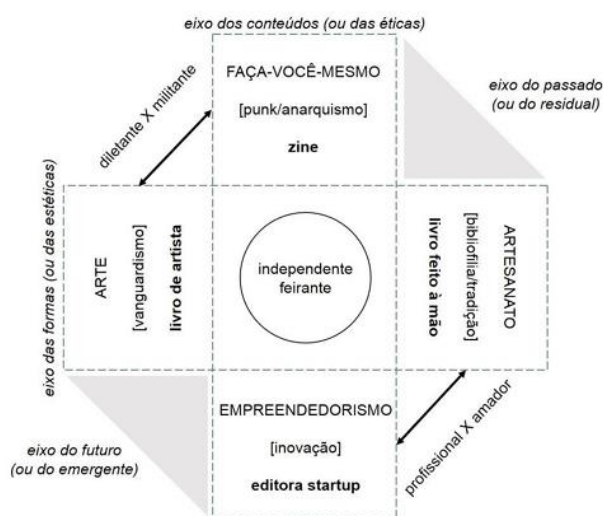 eixo dos conteúdos (ou das éticas)
FAÇA-VOCÊ-MESMO
[punk/anarquismo]
zine
diletante X militante
eixo do passado
(ou do residual)
eixo das formas (ou das estéticas)
ARTE
[vanguardismo]
livro de artista
independente
feirante
livro feito à mão
[bibliofilia/tradição]
ARTESANATO
eixo do futuro
(ou do emergente)
EMPREENDEDORISMO
[inovação]
editora startup
profissional X amador